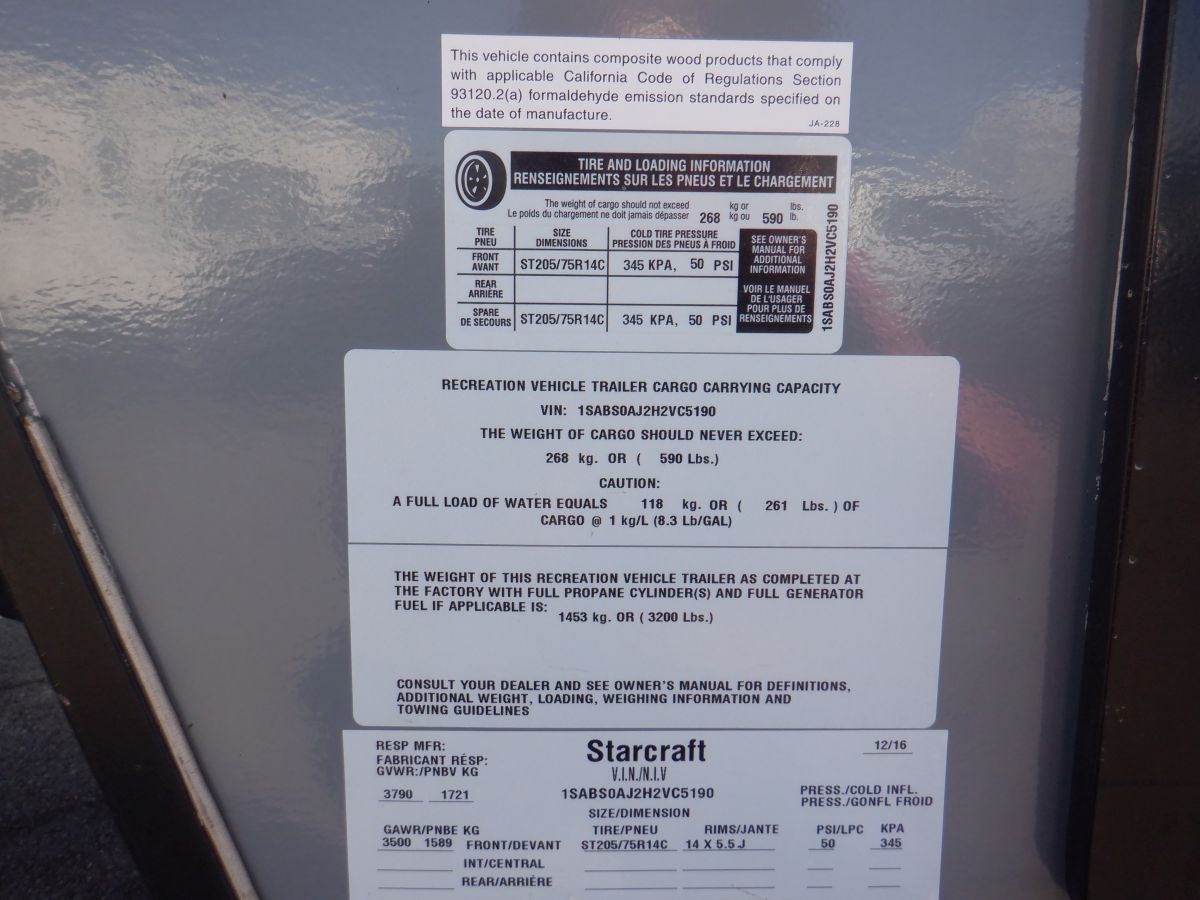 This vehicle contains composite wood products that comply
with applicable California Code of Regulations Section
93120.2(a) formaldehyde emission standards specified on
the date of manufacture.
JA-228
TIRE AND LOADING INFORMATION
RENSEIGNEMENTS SUR LES PNEUS ET LE CHARGEMENT
The weight of cargo should not exceed kg or lbs.
Le poids du chargement ne doit jamais dépasser 268 kg ou 590 lb.
TIRE SIZE COLD TIRE PRESSURE
PNEU DIMENSIONS PRESSION DES PNEUS À FROID
FRONT
AVANT ST205/75R14C 345 KPA, 50 PSI
REAR
ARRIÈRE
SPARE
DE SECOURS ST205/75R14C 345 KPA, 50 PSI
SEE OWNER'S
MANUAL FOR
ADDITIONAL
INFORMATION
VOIR LE MANUEL
DE L'USAGER
POUR PLUS DE
RENSEIGNEMENTS
1SABS0AJ2H2VC5190
RECREATION VEHICLE TRAILER CARGO CARRYING CAPACITY
VIN: 1SABS0AJ2H2VC5190
THE WEIGHT OF CARGO SHOULD NEVER EXCEED:
268 kg. OR ( 590 Lbs.)
CAUTION:
A FULL LOAD OF WATER EQUALS 118 kg. OR ( 261 Lbs. ) OF
CARGO @ 1 kg/L (8.3 Lb/GAL)
THE WEIGHT OF THIS RECREATION VEHICLE TRAILER AS COMPLETED AT
THE FACTORY WITH FULL PROPANE CYLINDER(S) AND FULL GENERATOR
FUEL IF APPLICABLE IS:
1453 kg. OR ( 3200 Lbs.)
CONSULT YOUR DEALER AND SEE OWNER'S MANUAL FOR DEFINITIONS,
ADDITIONAL WEIGHT, LOADING, WEIGHING INFORMATION AND
TOWING GUIDELINES
RESP MFR: Starcraft 12/16
FABRICANT RÉSP:
GVWR:/PNBV KG V.I.N./N.I.V
3790 1721 1SABS0AJ2H2VC5190 PRESS./COLD INFL.
PRESS./GONFL FROID
SIZE/DIMENSION
GAWR/PNBE KG TIRE/PNEU RIMS/JANTE PSI/LPC KPA
3500 1589 FRONT/DEVANT ST205/75R14C 14 X 5.5 J 50 345
INT/CENTRAL
REAR/ARRIÈRE